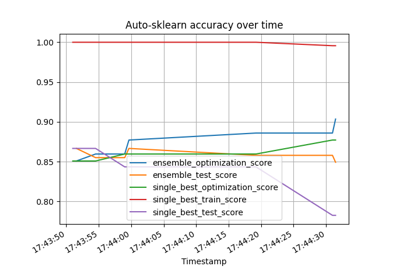 Auto-sklearn accuracy over time
1.00
0.95
0.90
0.85
0.80
ensemble_optimization_score
ensemble_test_score
single_best_optimization_score
single_best_train_score
single_best_test_score
17:43:50
17:43:55
17:44:00
17:44:05
17:44:10
17:44:15
17:44:20
17:44:25
17:44:30
Timestamp